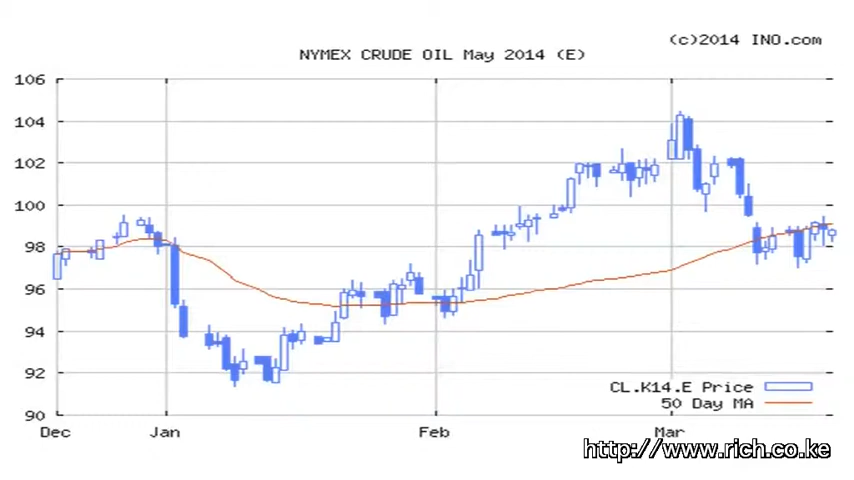 (c)2014 INO.com
NYMEX CRUDE OIL May 2014 (E)
106
104
102
100
98
96
94
92
90
CL.K14.E Price
50 Day MA
Dec Jan Feb Mar
http://www.rich.co.ke